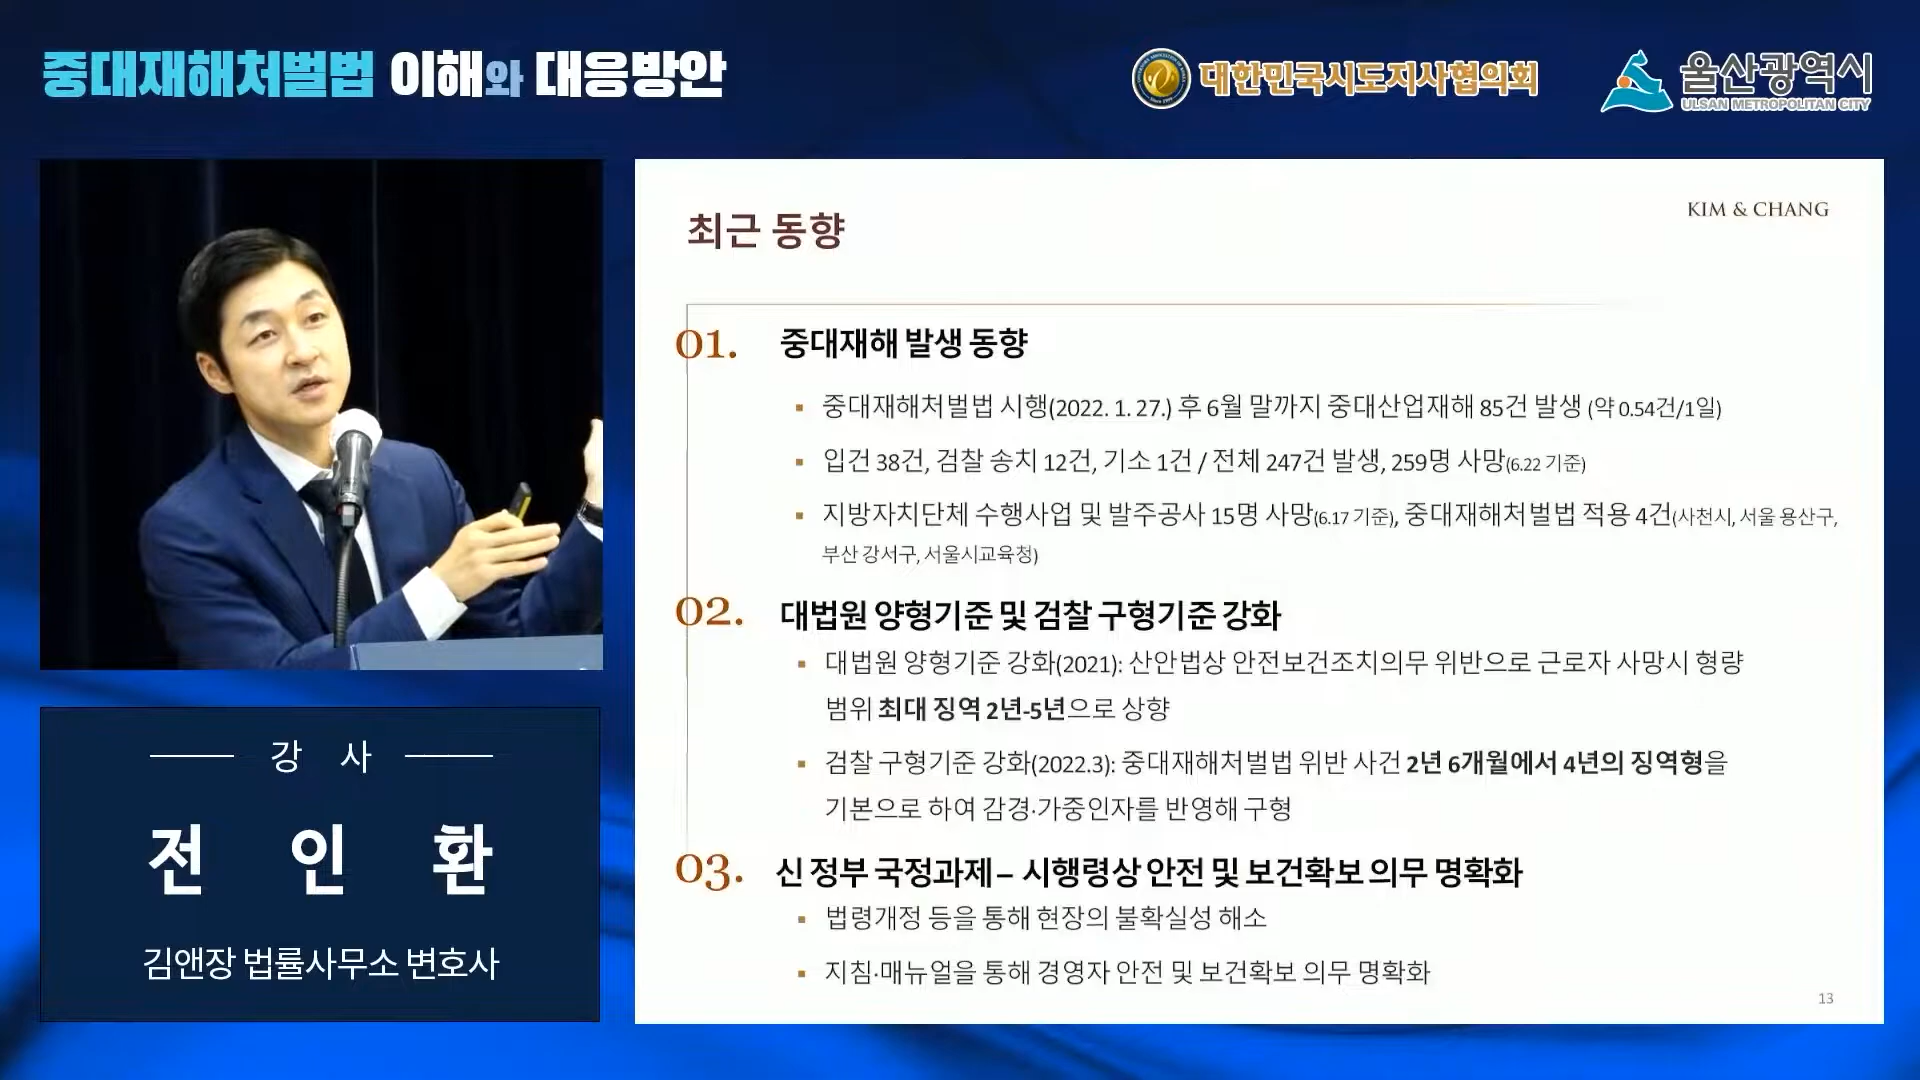 중대재해처벌법 이해와 대응방안
대한민국시도지사협의회
울산광역시
ULSAN METROPOLITAN CITY
KIM & CHANG
최근 동향
01. 중대재해 발생 동향
▪ 중대재해처벌법 시행(2022. 1. 27.) 후 6월 말까지 중대산업재해 85건 발생 (약 0.54건/1일)
▪ 입건 38건, 검찰 송치 12건, 기소 1건 / 전체 247건 발생, 259명 사망(6.22 기준)
▪ 지방자치단체 수행사업 및 발주공사 15명 사망(6.17 기준), 중대재해처벌법 적용 4건(사천시, 서울 용산구,
부산 강서구, 서울시교육청)
02. 대법원 양형기준 및 검찰 구형기준 강화
▪ 대법원 양형기준 강화(2021): 산안법상 안전보건조치의무 위반으로 근로자 사망시 형량
범위 최대 징역 2년-5년으로 상향
▪ 검찰 구형기준 강화(2022.3): 중대재해처벌법 위반 사건 2년 6개월에서 4년의 징역형을
기본으로 하여 감경·가중인자를 반영해 구형
03. 신 정부 국정과제 – 시행령상 안전 및 보건확보 의무 명확화
▪ 법령개정 등을 통해 현장의 불확실성 해소
▪ 지침·매뉴얼을 통해 경영자 안전 및 보건확보 의무 명확화
13
강 사
전 인 환
김앤장 법률사무소 변호사